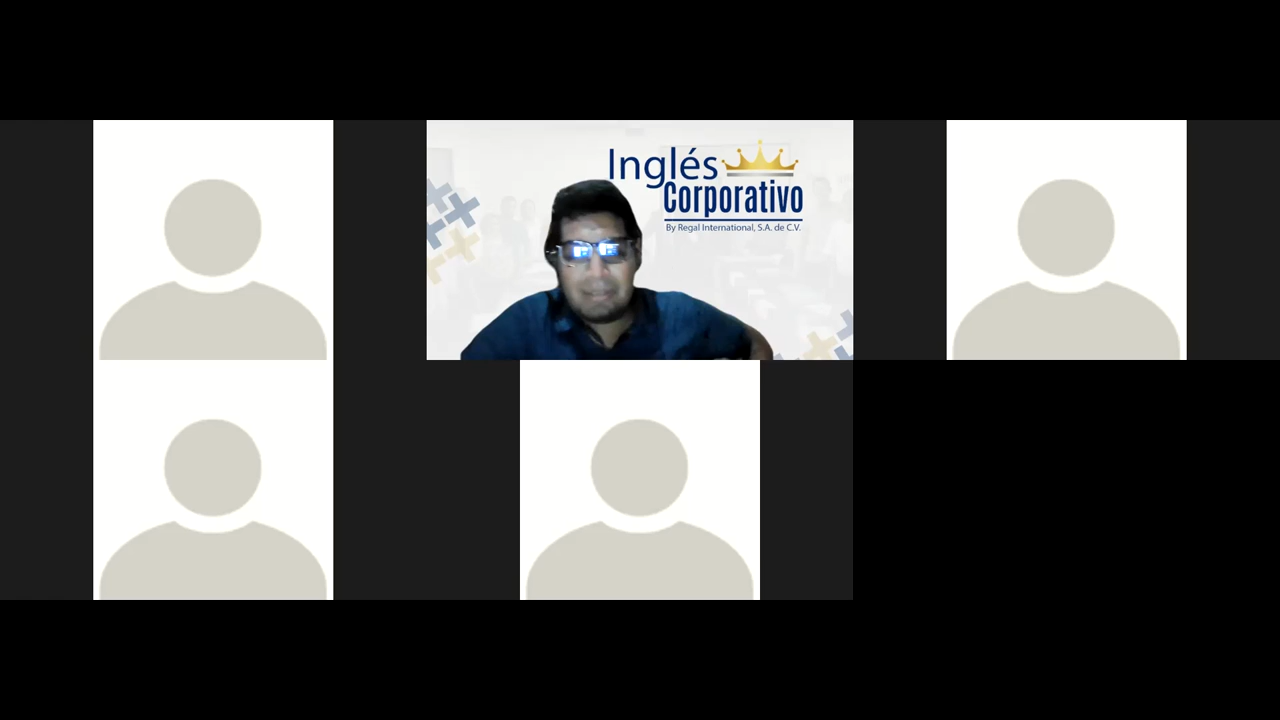 Inglés
Corporativo
By Regal International, S.A. de C.V.